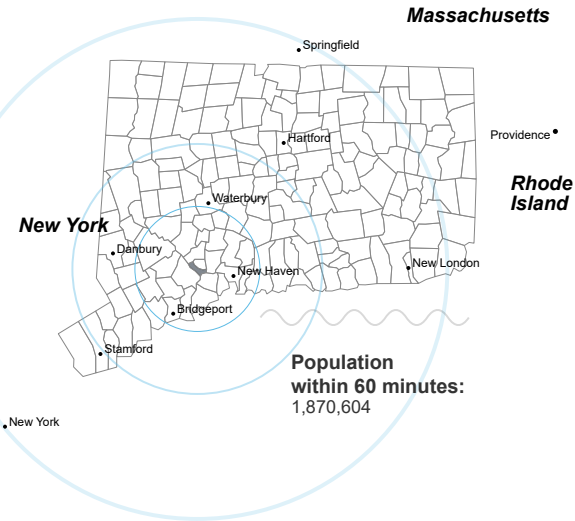 Massachusetts
Springfield
Providence
Hartford
Rhode
Island
Waterbury
New York
Danbury
New Haven
New London
Bridgeport
Stamford
Population
within 60 minutes:
1,870,604
New York